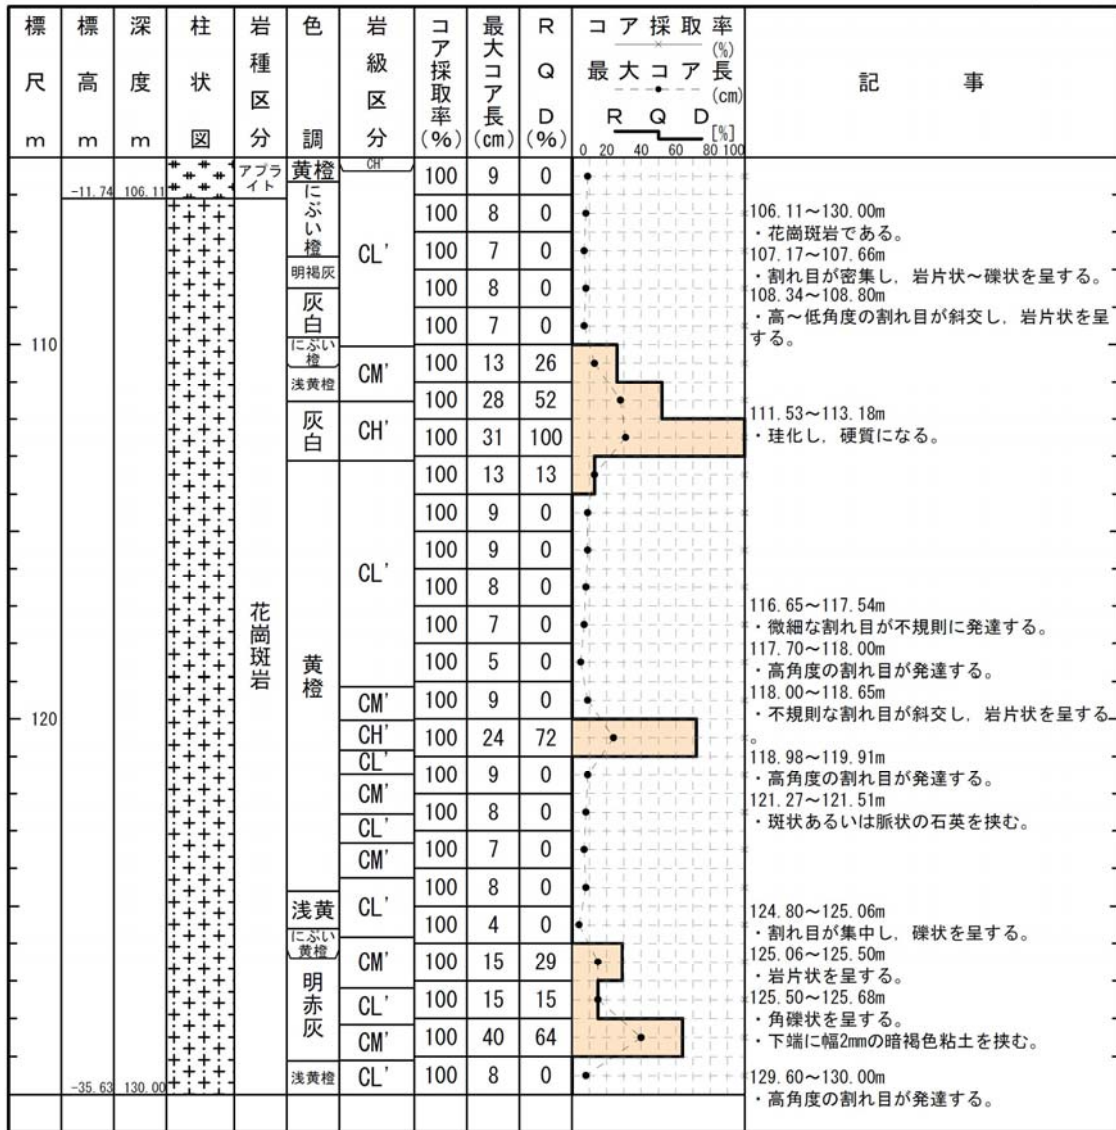 標尺 m
標高 m
深度 m
柱状図
岩種区分
色調
岩級区分
コア採取率(%)
最大コア長(cm)
RQD(%)
コア採取率(%)
最大コア長(cm)
RQD[%]
0 20 40 60 80 100
記事
110
120
-11.74 106.11
-35.63 130.00
アプライト
花崗斑岩
黄橙
にぶい橙
明褐灰
灰白
にぶい橙
浅黄橙
灰白
黄橙
浅黄
にぶい黄橙
明赤灰
浅黄橙
CH'
CL'
CM'
CH'
CL'
CM'
CH'
CL'
CM'
CL'
CM'
CL'
CM'
CL'
CM'
CL'
100 9 0
100 8 0
100 7 0
100 8 0
100 7 0
100 13 26
100 28 52
100 31 100
100 13 13
100 9 0
100 9 0
100 8 0
100 7 0
100 5 0
100 9 0
100 24 72
100 9 0
100 8 0
100 7 0
100 8 0
100 4 0
100 15 29
100 15 15
100 40 64
100 8 0
106.11～130.00m
・花崗斑岩である。
107.17～107.66m
・割れ目が密集し，岩片状～礫状を呈する。
108.34～108.80m
・高～低角度の割れ目が斜交し，岩片状を呈
する。
111.53～113.18m
・珪化し，硬質になる。
116.65～117.54m
・微細な割れ目が不規則に発達する。
117.70～118.00m
・高角度の割れ目が発達する。
118.00～118.65m
・不規則な割れ目が斜交し，岩片状を呈する
。
118.98～119.91m
・高角度の割れ目が発達する。
121.27～121.51m
・斑状あるいは脈状の石英を挟む。
124.80～125.06m
・割れ目が集中し，礫状を呈する。
125.06～125.50m
・岩片状を呈する。
125.50～125.68m
・角礫状を呈する。
・下端に幅2mmの暗褐色粘土を挟む。
129.60～130.00m
・高角度の割れ目が発達する。